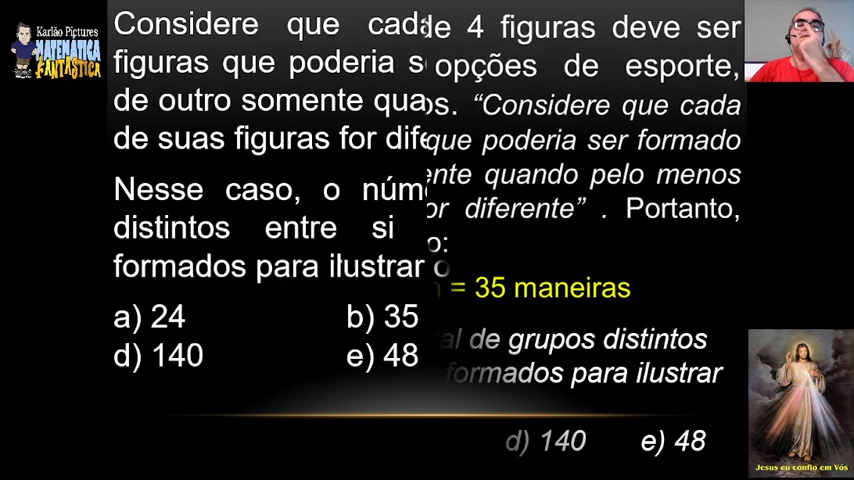 Karlão Pictures
MATEMÁTICA
FANTÁSTICA
Considere que cad
figuras que poderia s
de outro somente qua
de suas figuras for dife
Nesse caso, o núm
distintos entre si
formados para ilustrar o
a) 24 b) 35
d) 140 e) 48
de 4 figuras deve ser
opções de esporte,
os. “Considere que cada
que poderia ser formado
ente quando pelo menos
or diferente” . Portanto,
o:
= 35 maneiras
al de grupos distintos
formados para ilustrar
d) 140 e) 48
Jesus eu confio em Vós